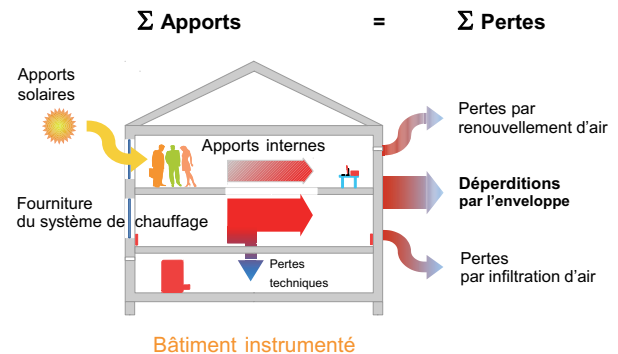 Σ Apports = Σ Pertes
Apports
solaires
Apports internes
Fourniture
du système de chauffage
Pertes
techniques
Pertes par
renouvellement d'air
Déperditions
par l'enveloppe
Pertes
par infiltration d'air
Bâtiment instrumenté